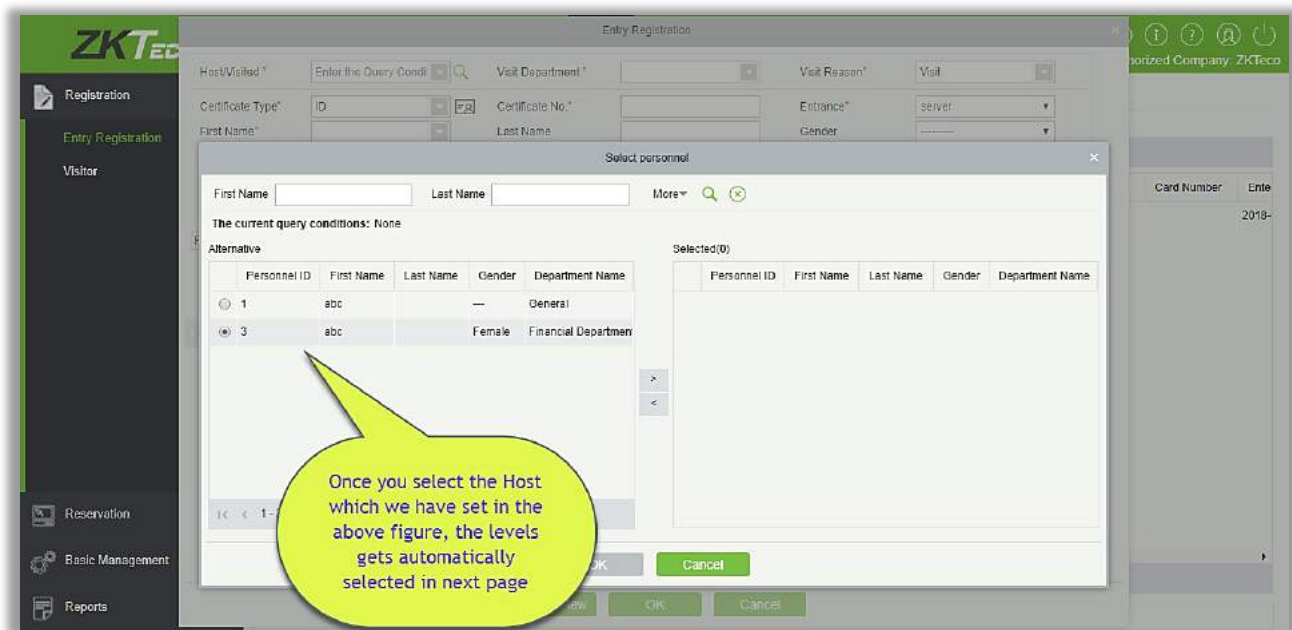 ZKTec
Entry Registration
Authorized Company: ZKTeco
Host/Visited*
Enter the Query Condi
Visit Department*
Visit Reason*
Visit
Registration
Certificate Type*
ID
Certificate No.*
Entrance*
server
Entry Registration
First Name*
Last Name
Gender
---------
Visitor
Select personnel
First Name
Last Name
More
Card Number
Ente
The current query conditions: None
2018-
Alternative
Selected(0)
Personnel ID First Name Last Name Gender Department Name
Personnel ID First Name Last Name Gender Department Name
1 abc --- General
3 abc Female Financial Departmen
>
<
Once you select the Host
which we have set in the
above figure, the levels
gets automatically
selected in next page
Reservation
Basic Management
Cancel
Reports
OK
Cancel